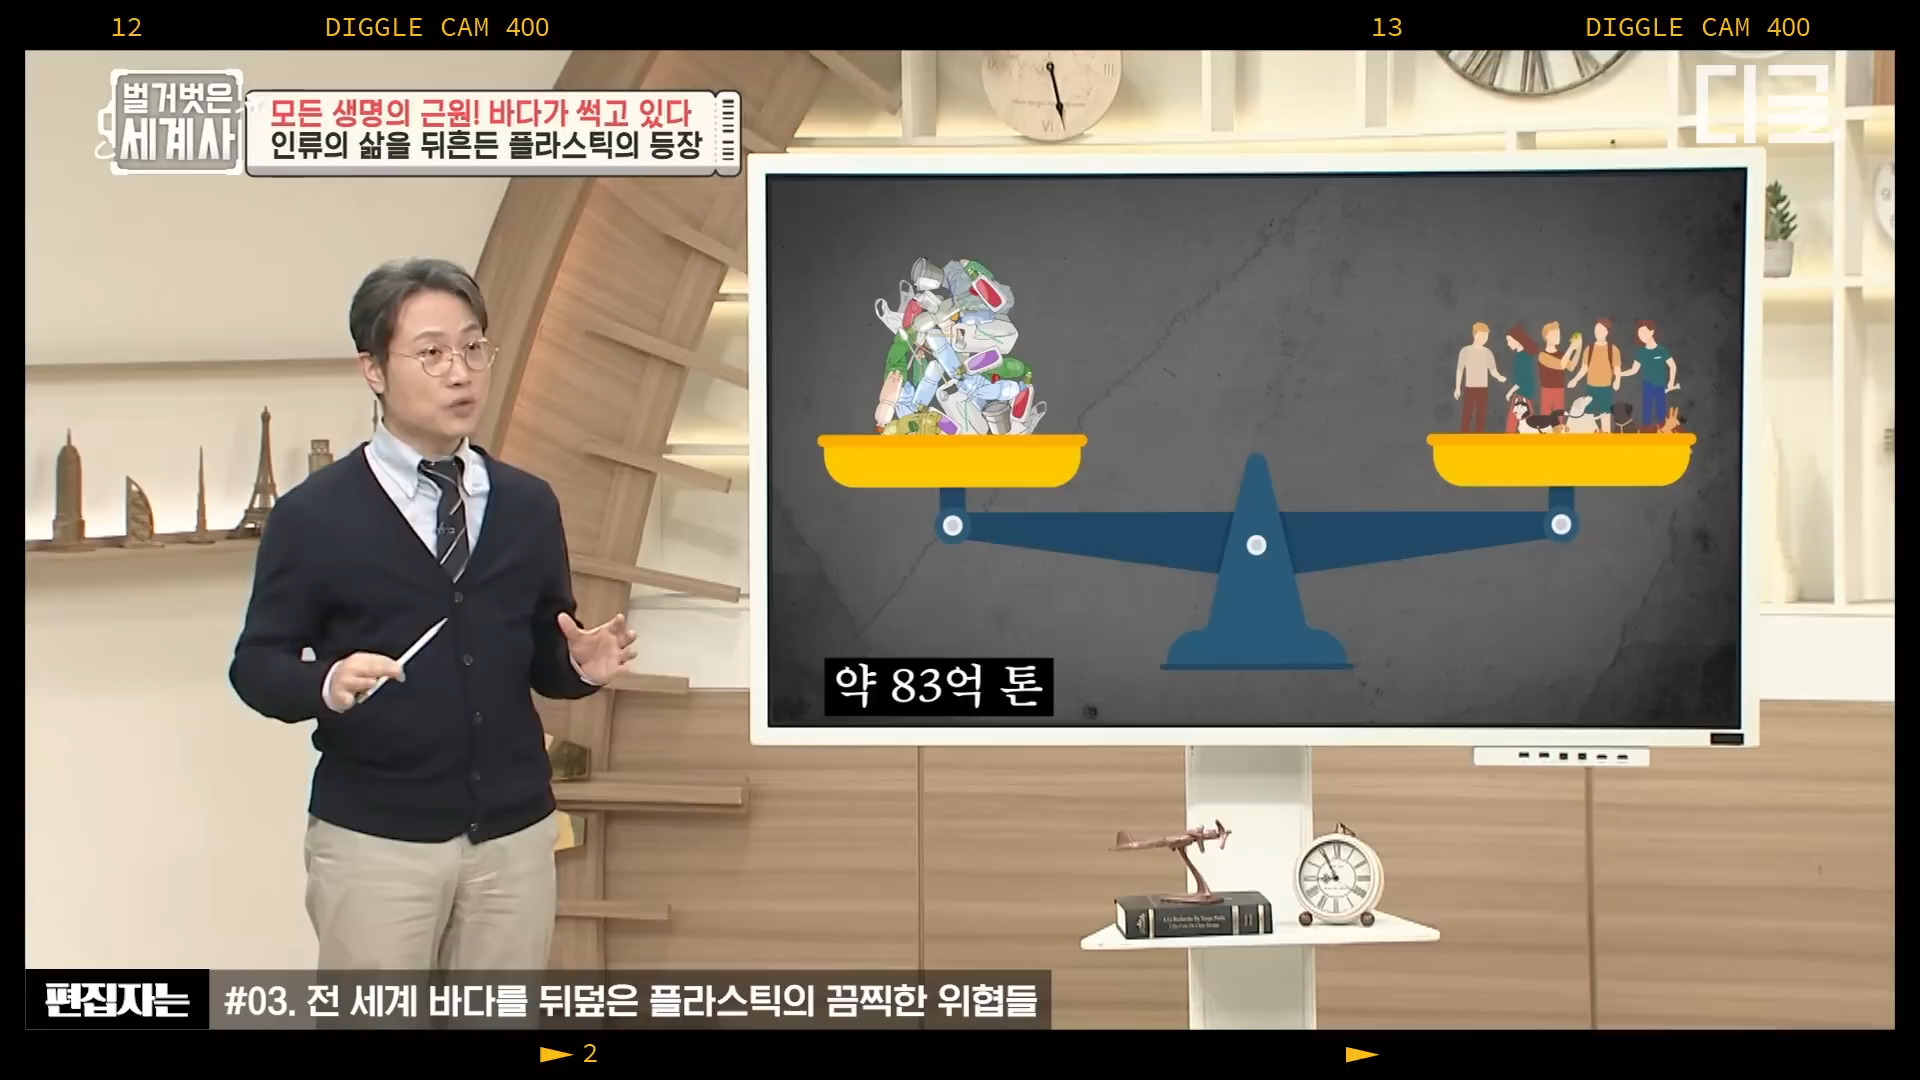 12
DIGGLE CAM 400
13
DIGGLE CAM 400
벌거벗은
세계사
모든 생명의 근원! 바다가 썩고 있다
인류의 삶을 뒤흔든 플라스틱의 등장
디글
III
VI
약 83억 톤
II
편집자는
#03. 전 세계 바다를 뒤덮은 플라스틱의 끔찍한 위협들
2